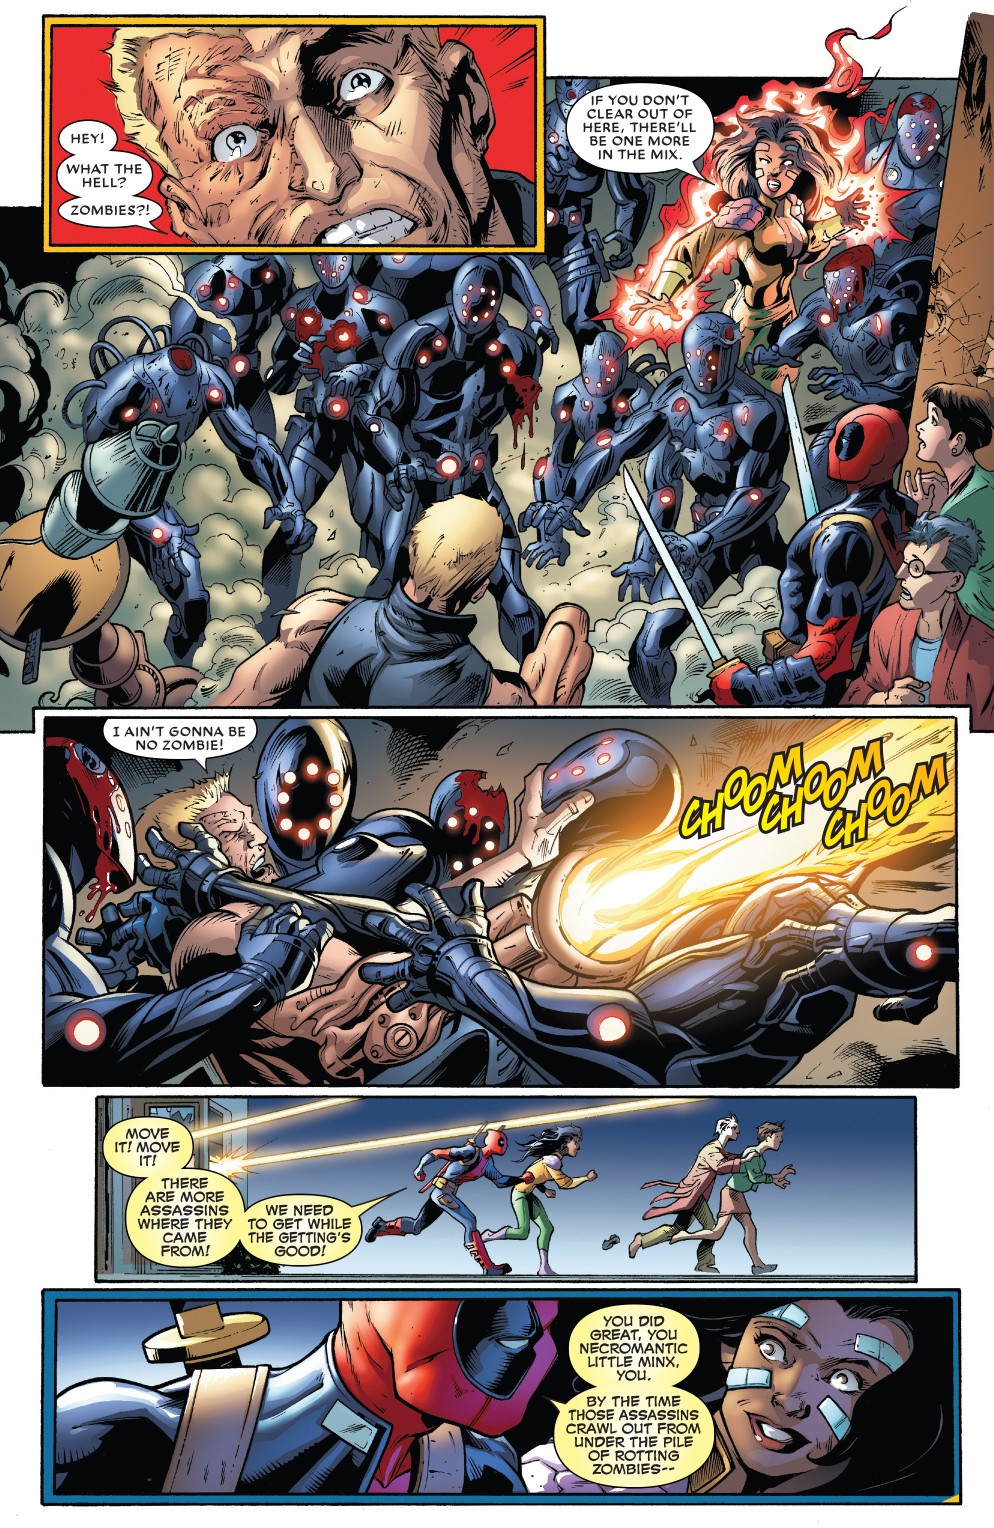 HEY!
WHAT THE
HELL?
ZOMBIES?!
IF YOU DON'T
CLEAR OUT OF
HERE, THERE'LL
BE ONE MORE
IN THE MIX.
I AIN'T GONNA BE
NO ZOMBIE!
CHOOM
CHOOM
CHOOM
MOVE
IT! MOVE
IT!
THERE
ARE MORE
ASSASSINS
WHERE THEY
CAME
FROM!
WE NEED
TO GET WHILE
THE GETTING'S
GOOD!
YOU DID
GREAT, YOU
NECROMANTIC
LITTLE MINX,
YOU.
BY THE TIME
THOSE ASSASSINS
CRAWL OUT FROM
UNDER THE PILE
OF ROTTING
ZOMBIES--